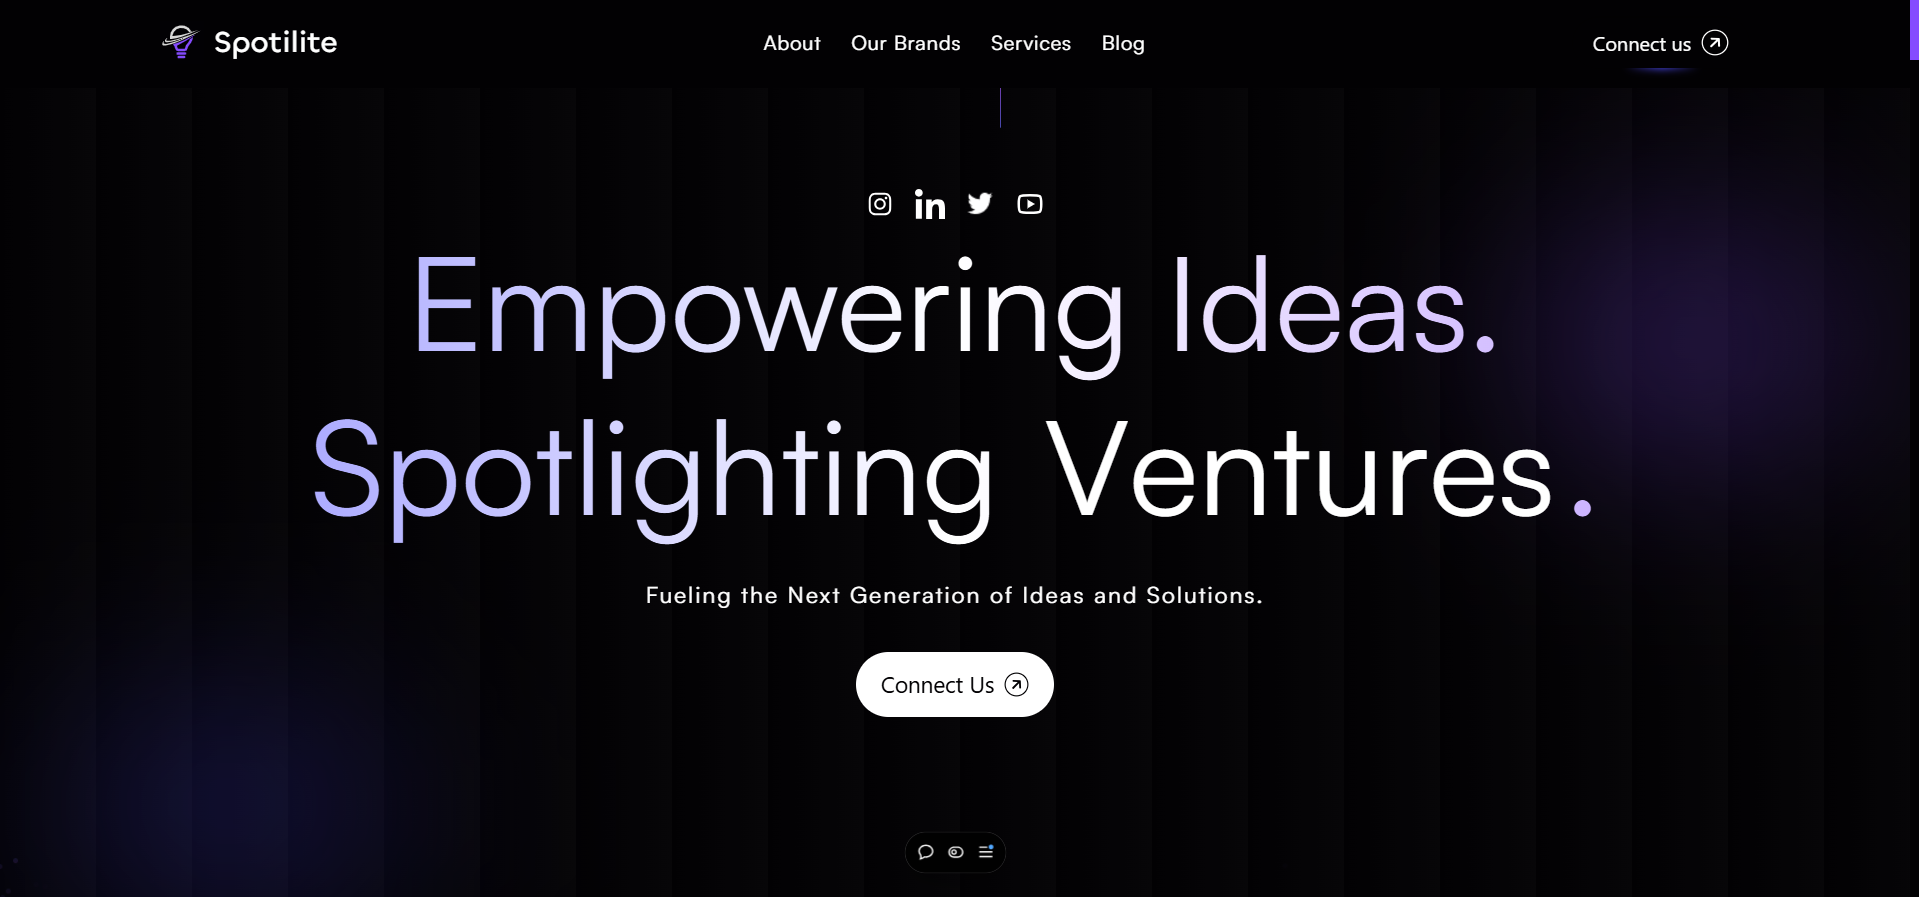 Spotilite
About Our Brands Services Blog
Connect us
Empowering Ideas.
Spotlighting Ventures.
Fueling the Next Generation of Ideas and Solutions.
Connect Us